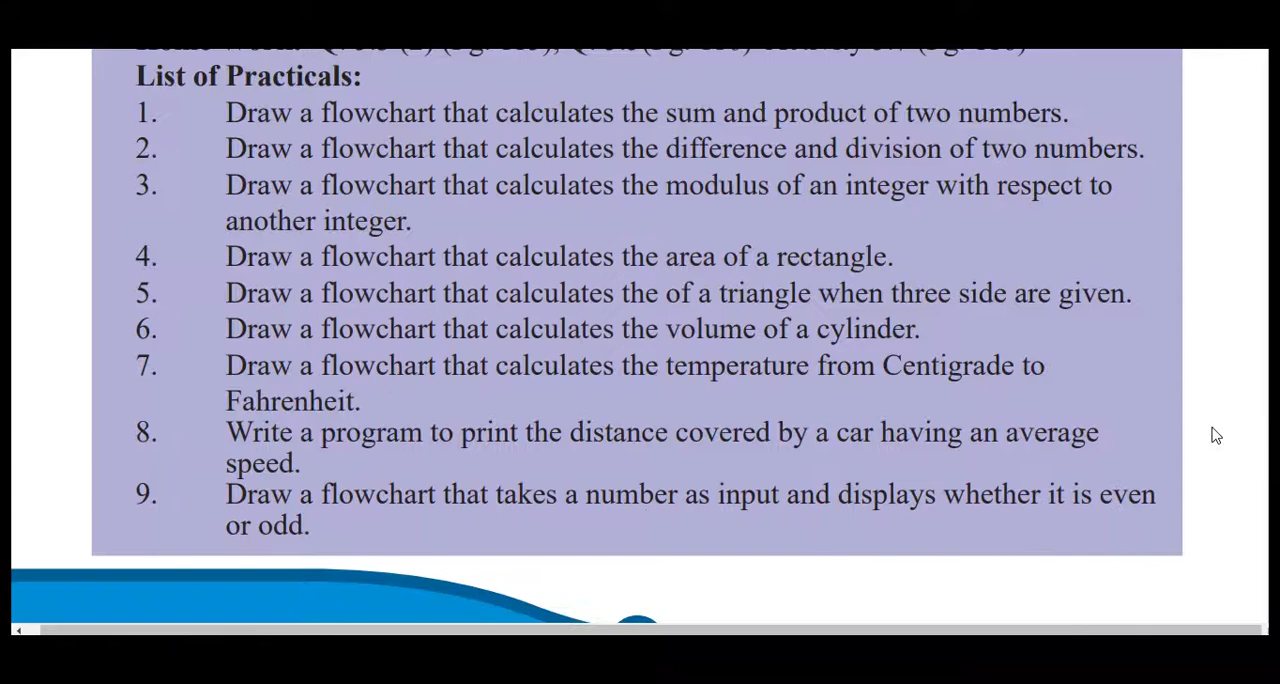 List of Practicals:
1. Draw a flowchart that calculates the sum and product of two numbers.
2. Draw a flowchart that calculates the difference and division of two numbers.
3. Draw a flowchart that calculates the modulus of an integer with respect to
another integer.
4. Draw a flowchart that calculates the area of a rectangle.
5. Draw a flowchart that calculates the of a triangle when three side are given.
6. Draw a flowchart that calculates the volume of a cylinder.
7. Draw a flowchart that calculates the temperature from Centigrade to
Fahrenheit.
8. Write a program to print the distance covered by a car having an average
speed.
9. Draw a flowchart that takes a number as input and displays whether it is even
or odd.